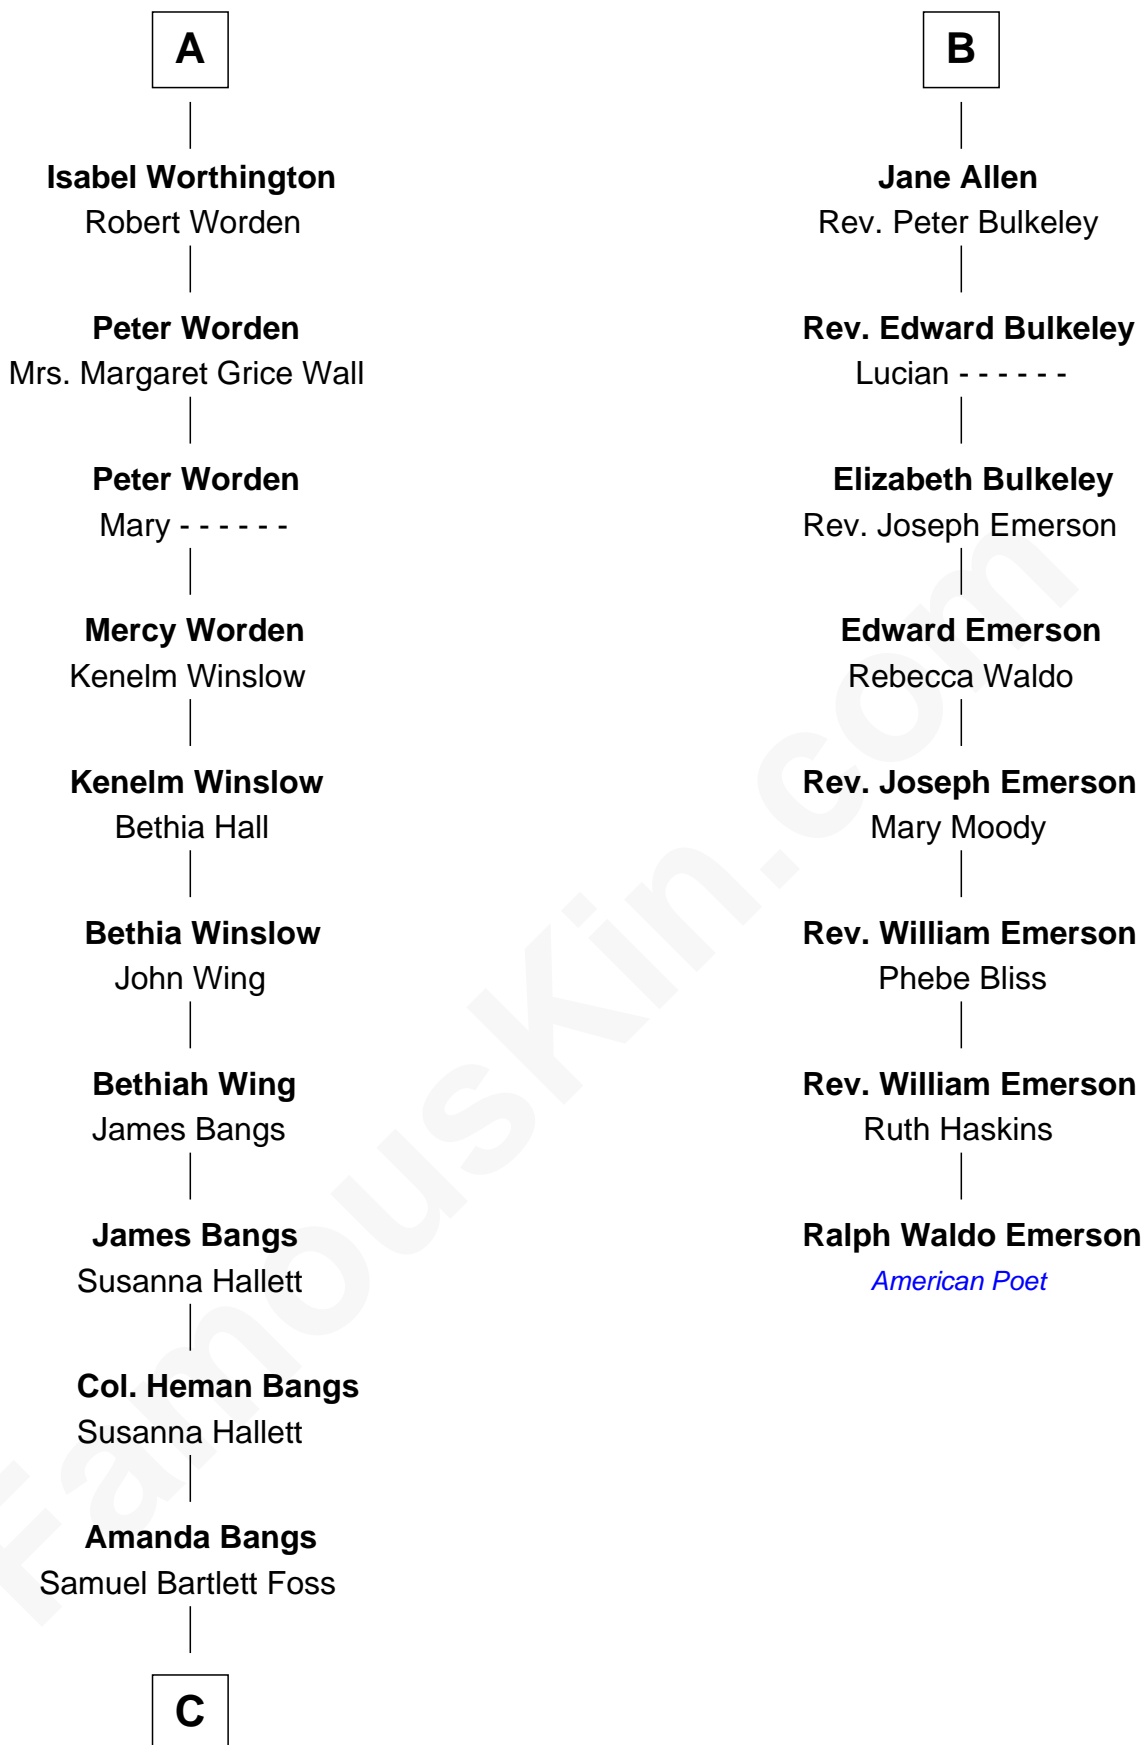 A
Isabel Worthington
Robert Worden
Peter Worden
Mrs. Margaret Grice Wall
Peter Worden
Mary - - - - - -
Mercy Worden
Kenelm Winslow
Kenelm Winslow
Bethia Hall
Bethia Winslow
John Wing
Bethiah Wing
James Bangs
James Bangs
Susanna Hallett
Col. Heman Bangs
Susanna Hallett
Amanda Bangs
Samuel Bartlett Foss
C
B
Jane Allen
Rev. Peter Bulkeley
Rev. Edward Bulkeley
Lucian - - - - - -
Elizabeth Bulkeley
Rev. Joseph Emerson
Edward Emerson
Rebecca Waldo
Rev. Joseph Emerson
Mary Moody
Rev. William Emerson
Phebe Bliss
Rev. William Emerson
Ruth Haskins
Ralph Waldo Emerson
American Poet
FamousKin.com